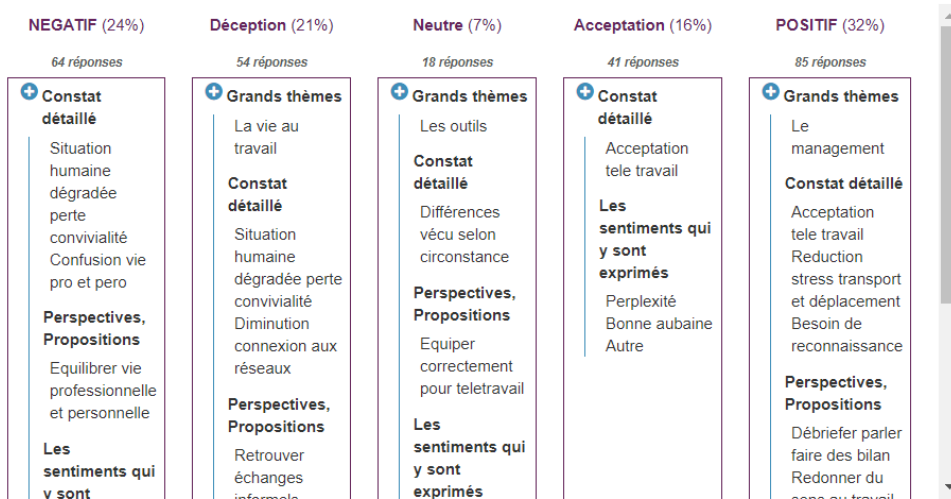 NEGATIF (24%)
64 réponses
Constat
détaillé
Situation
humaine
dégradée
perte
convivialité
Confusion vie
pro et pero
Perspectives,
Propositions
Equilibrer vie
professionnelle
et personnelle
Les
sentiments qui
y sont
Déception (21%)
54 réponses
Grands thèmes
La vie au
travail
Constat
détaillé
Situation
humaine
dégradée perte
convivialité
Diminution
connexion aux
réseaux
Perspectives,
Propositions
Retrouver
échanges
informels
Neutre (7%)
18 réponses
Grands thèmes
Les outils
Constat
détaillé
Différences
vécu selon
circonstance
Perspectives,
Propositions
Equiper
correctement
pour teletravail
Les
sentiments qui
y sont
exprimés
Acceptation (16%)
41 réponses
Constat
détaillé
Acceptation
tele travail
Les
sentiments qui
y sont
exprimés
Perplexité
Bonne aubaine
Autre
POSITIF (32%)
85 réponses
Grands thèmes
Le
management
Constat détaillé
Acceptation
tele travail
Reduction
stress transport
et déplacement
Besoin de
reconnaissance
Perspectives,
Propositions
Débriefer parler
faire des bilan
Redonner du
sens au travail